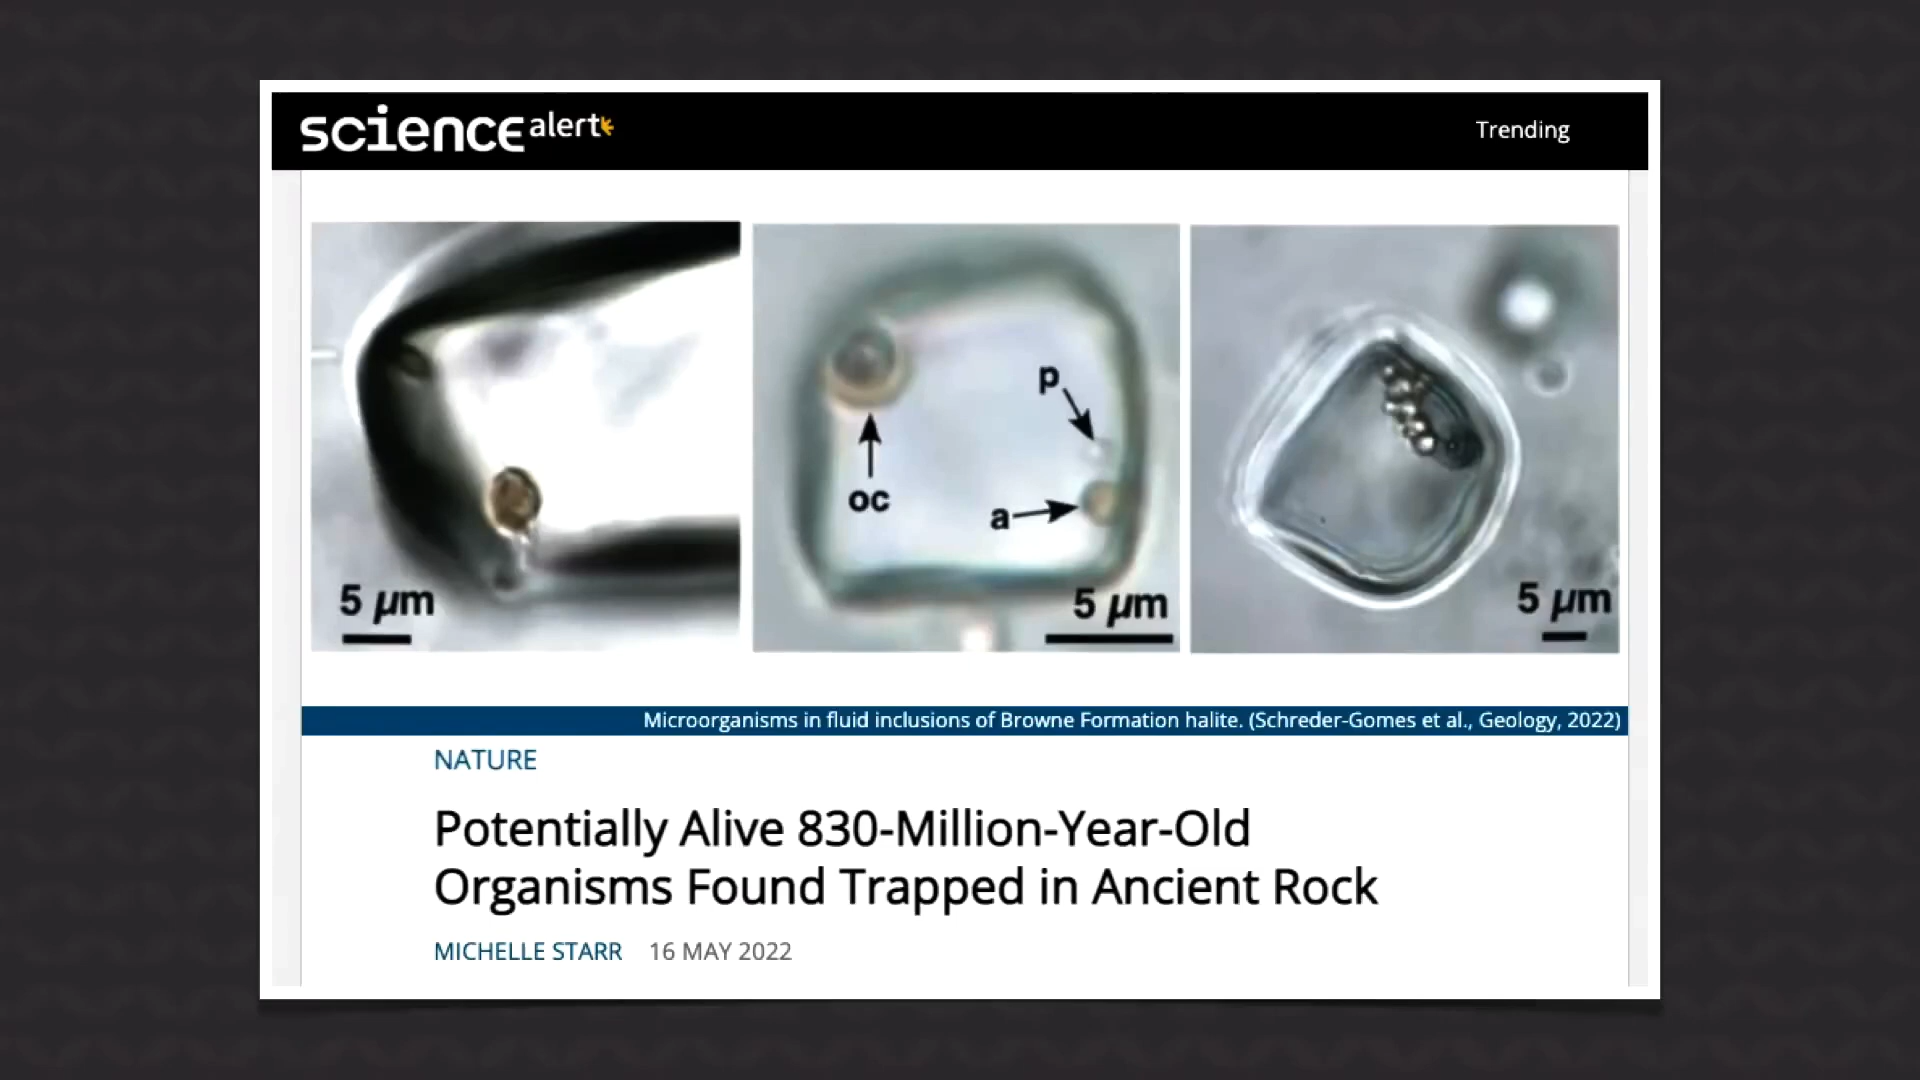 science alert
Trending
p
oc
a
5 µm
5 µm
5 µm
Microorganisms in fluid inclusions of Browne Formation halite. (Schreder-Gomes et al., Geology, 2022)
NATURE
Potentially Alive 830-Million-Year-Old
Organisms Found Trapped in Ancient Rock
MICHELLE STARR 16 MAY 2022